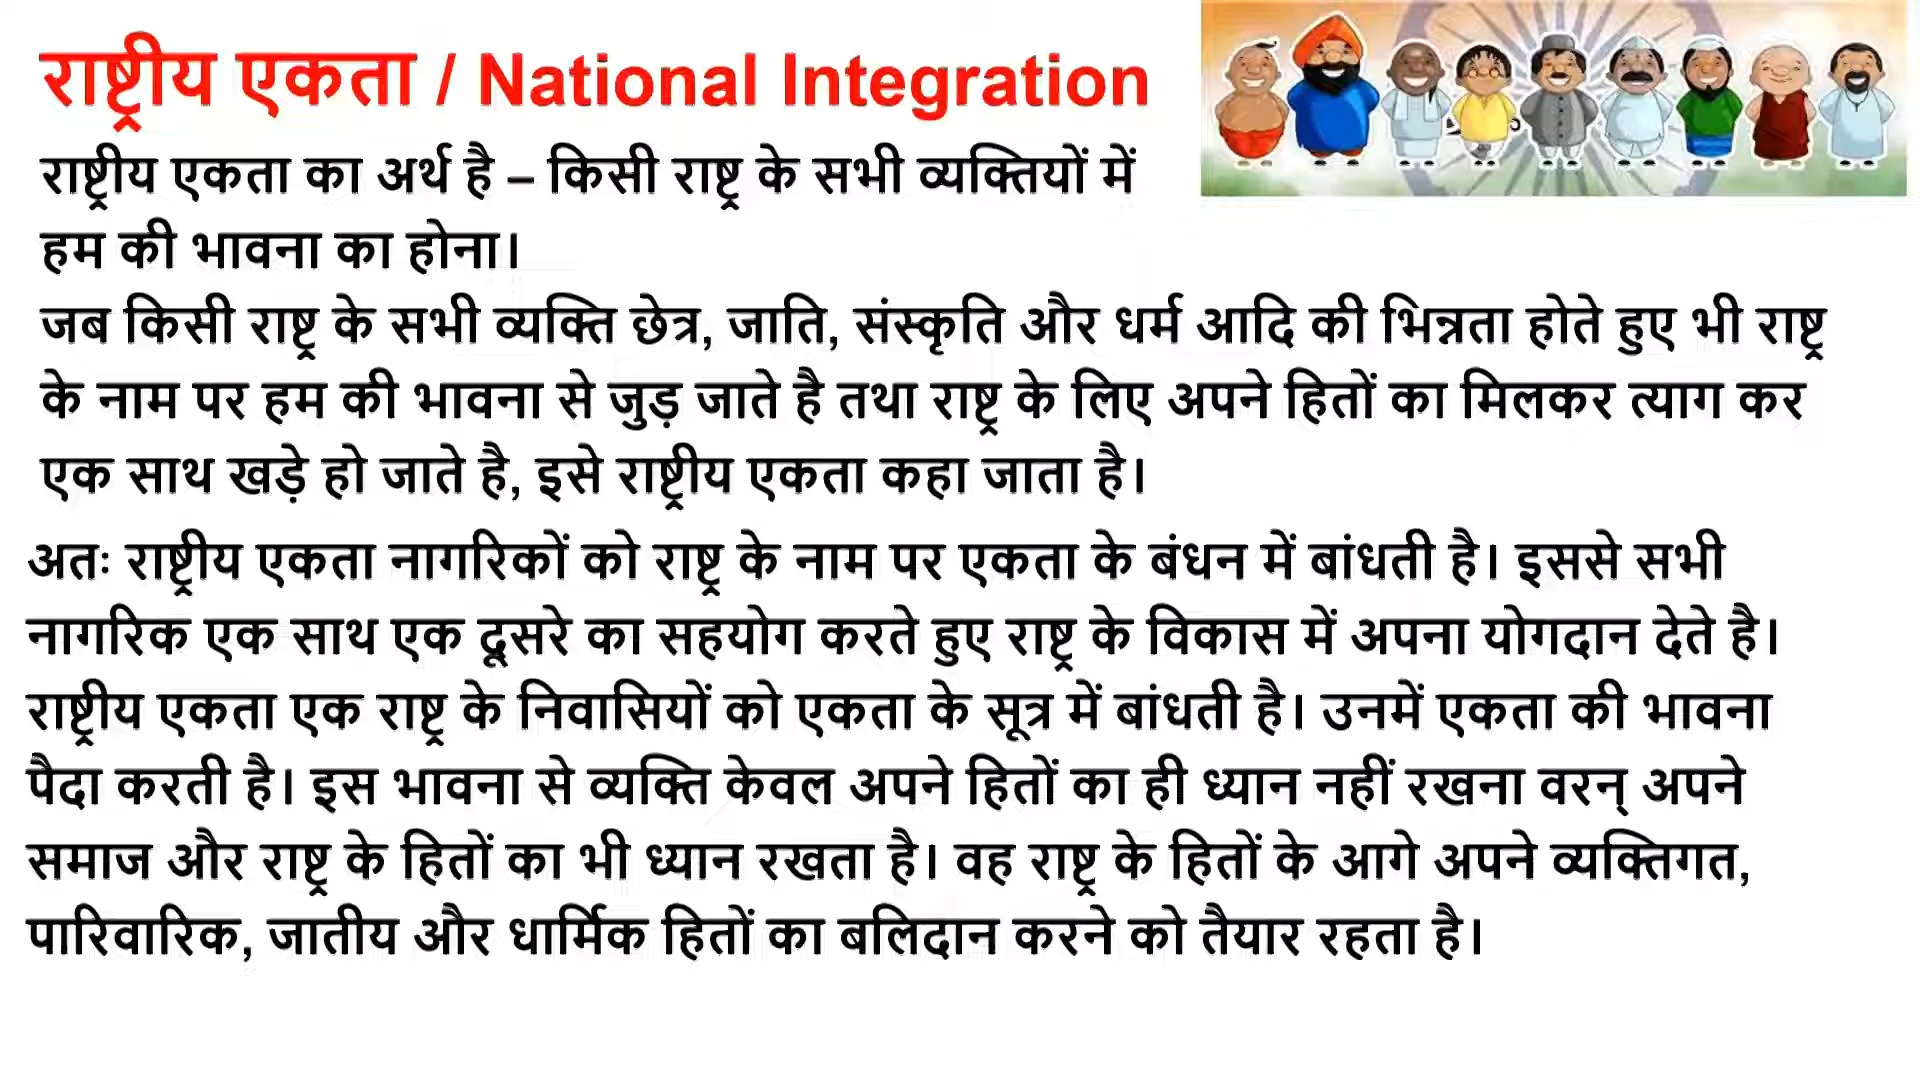 राष्ट्रीय एकता / National Integration
राष्ट्रीय एकता का अर्थ है – किसी राष्ट्र के सभी व्यक्तियों में
हम की भावना का होना।
जब किसी राष्ट्र के सभी व्यक्ति छेत्र, जाति, संस्कृति और धर्म आदि की भिन्नता होते हुए भी राष्ट्र
के नाम पर हम की भावना से जुड़ जाते है तथा राष्ट्र के लिए अपने हितों का मिलकर त्याग कर
एक साथ खड़े हो जाते है, इसे राष्ट्रीय एकता कहा जाता है।
अतः राष्ट्रीय एकता नागरिकों को राष्ट्र के नाम पर एकता के बंधन में बांधती है। इससे सभी
नागरिक एक साथ एक दूसरे का सहयोग करते हुए राष्ट्र के विकास में अपना योगदान देते है।
राष्ट्रीय एकता एक राष्ट्र के निवासियों को एकता के सूत्र में बांधती है। उनमें एकता की भावना
पैदा करती है। इस भावना से व्यक्ति केवल अपने हितों का ही ध्यान नहीं रखना वरन् अपने
समाज और राष्ट्र के हितों का भी ध्यान रखता है। वह राष्ट्र के हितों के आगे अपने व्यक्तिगत,
पारिवारिक, जातीय और धार्मिक हितों का बलिदान करने को तैयार रहता है।